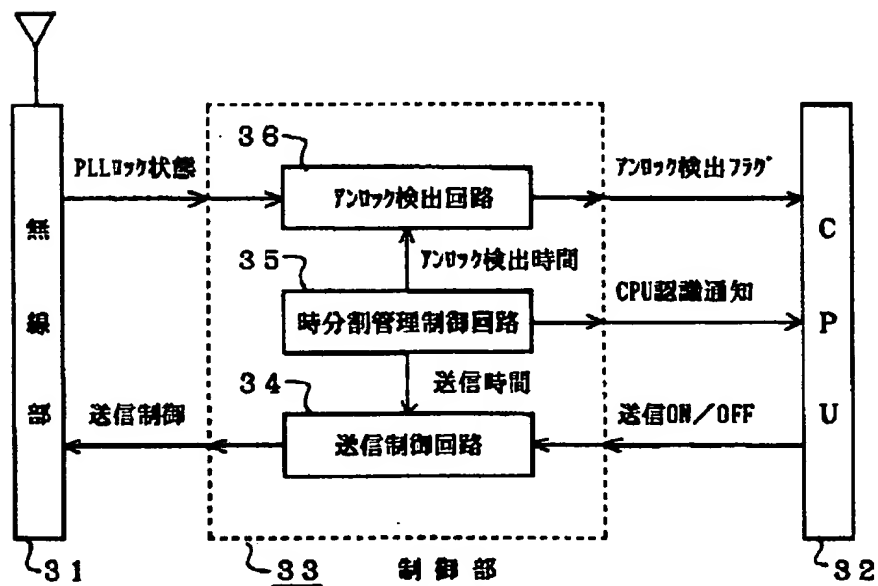 36
PLLロック状態
アンロック検出回路
アンロック検出フラグ
35
アンロック検出時間
時分割管理制御回路
CPU認識通知
34
送信時間
送信制御
送信制御回路
送信ON/OFF
無線部
CPU
31
33
制御部
32